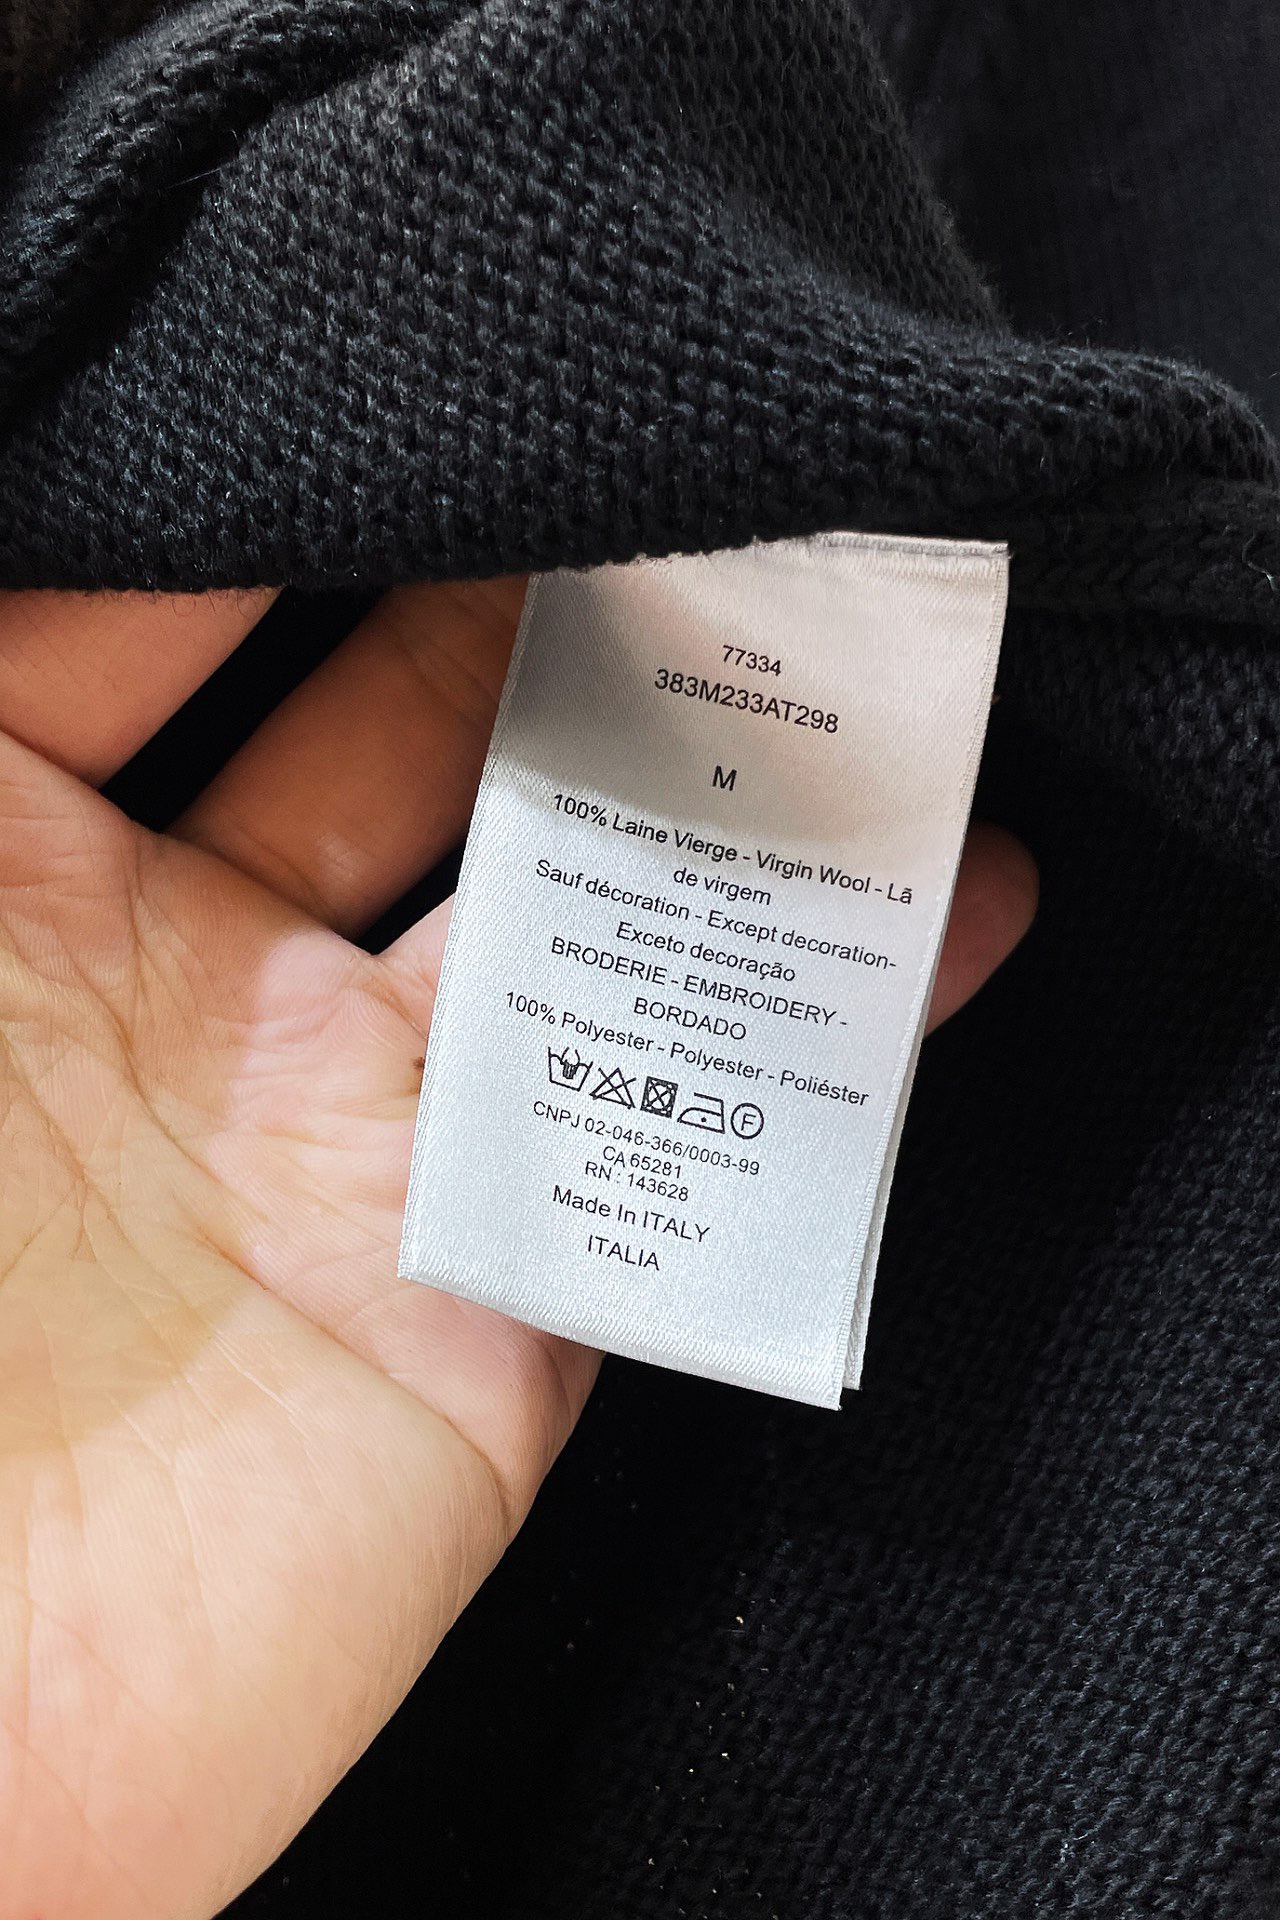 77334
383M233AT298
M
100% Laine Vierge - Virgin Wool - Lã
de virgem
Sauf décoration - Except decoration-
Exceto decoração
BRODERIE - EMBROIDERY -
BORDADO
100% Polyester - Polyester - Poliéster
F
CNPJ 02-046-366/0003-99
CA 65281
RN : 143628
Made In ITALY
ITALIA